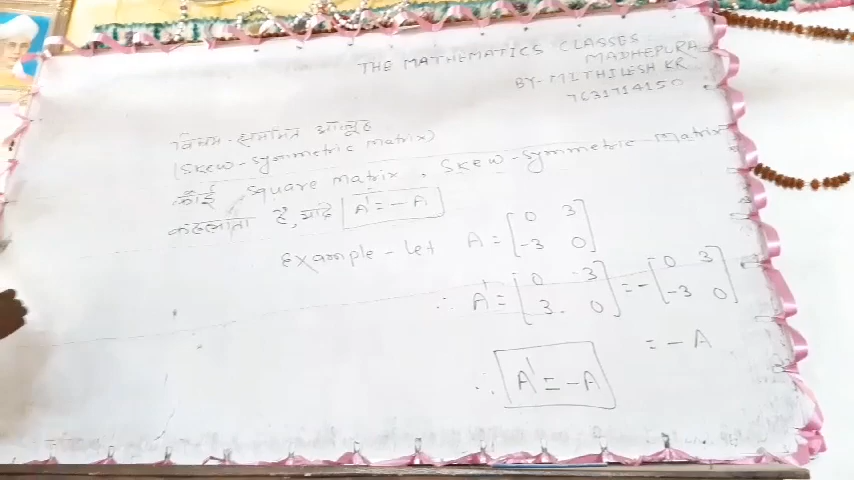 THE MATHEMATICS CLASSES
MADHEPURA
BY- MITHILESH KR
7631714150
विषम-सममित आव्यूह
(Skew-symmetric matrix)
कोई square matrix, Skew-symmetric matrix
कहलाता है, यदि A' = - A
Example - let A = [0 3
-3 0]
∴ A' = [0 -3 = - [0 3
3 0] -3 0]
= - A
∴ A' = -A